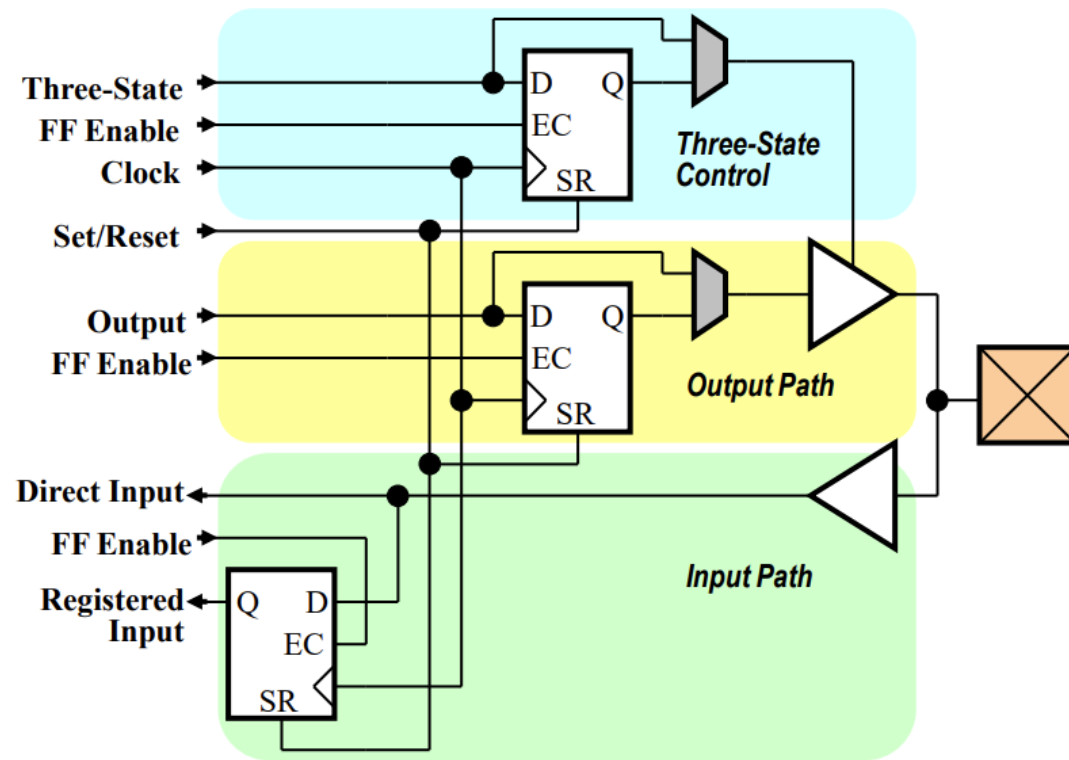 Three-State
FF Enable
Clock
Set/Reset
D
Q
EC
SR
Three-State
Control
Output
FF Enable
D
Q
EC
SR
Output Path
Direct Input
FF Enable
Registered
Input
Q
D
EC
SR
Input Path